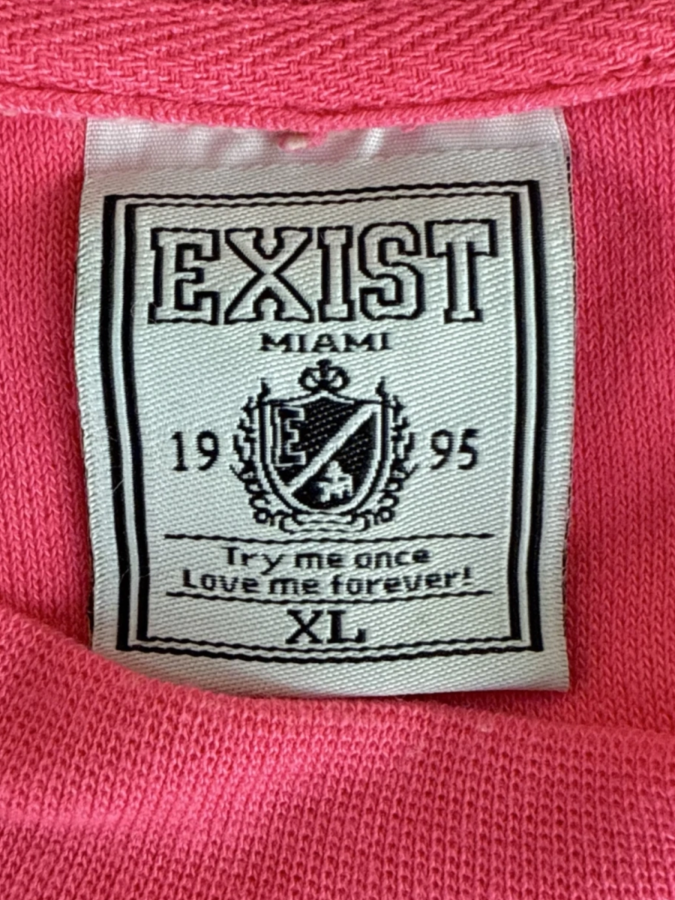 EXIST
MIAMI
19 E 95
Try me once
Love me forever!
XL